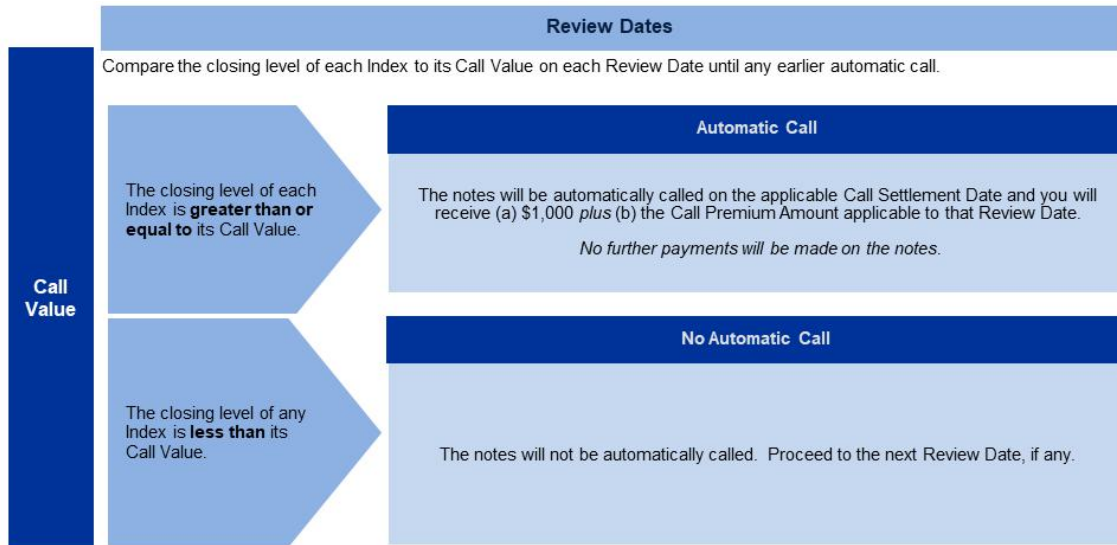 Review Dates
Compare the closing level of each Index to its Call Value on each Review Date until any earlier automatic call.
Call
Value
The closing level of each
Index is greater than or
equal to its Call Value.
Automatic Call
The notes will be automatically called on the applicable Call Settlement Date and you will
receive (a) $1,000 plus (b) the Call Premium Amount applicable to that Review Date.
No further payments will be made on the notes.
The closing level of any
Index is less than its
Call Value.
No Automatic Call
The notes will not be automatically called. Proceed to the next Review Date, if any.